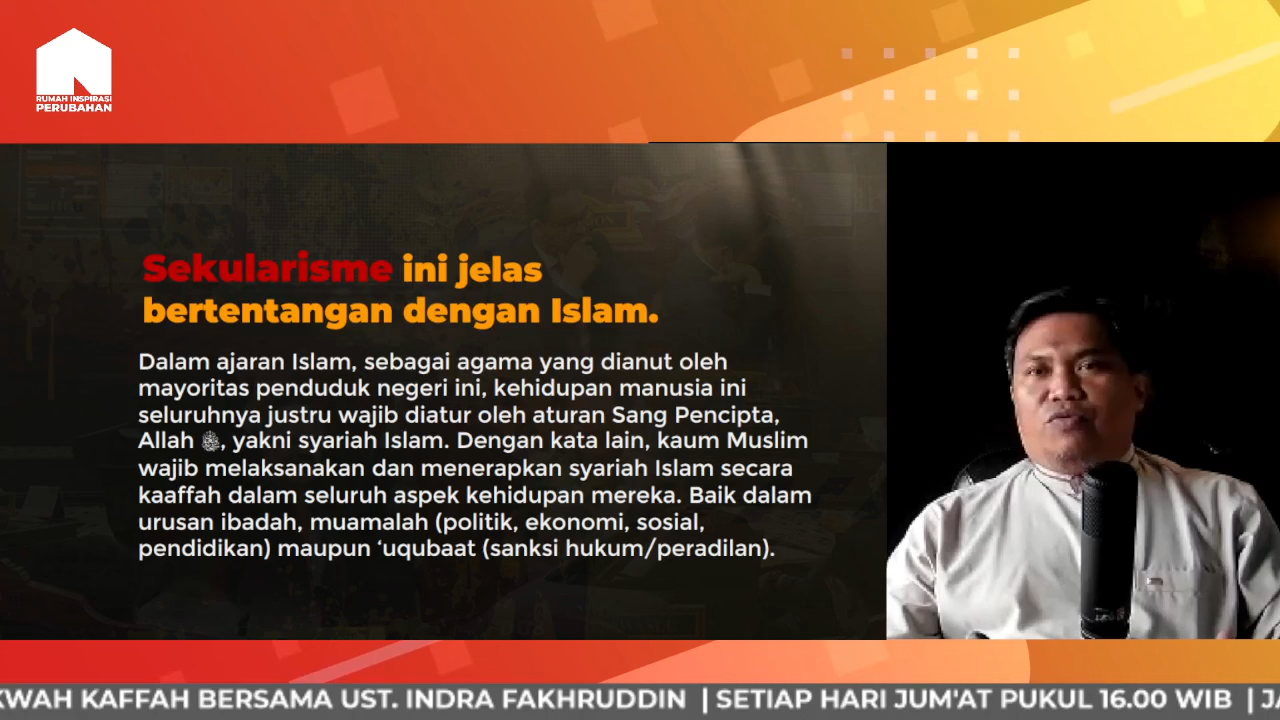 RUMAH INSPIRASI
PERUBAHAN
Sekularisme ini jelas
bertentangan dengan Islam.
Dalam ajaran Islam, sebagai agama yang dianut oleh
mayoritas penduduk negeri ini, kehidupan manusia ini
seluruhnya justru wajib diatur oleh aturan Sang Pencipta,
Allah ﷻ, yakni syariah Islam. Dengan kata lain, kaum Muslim
wajib melaksanakan dan menerapkan syariah Islam secara
kaaffah dalam seluruh aspek kehidupan mereka. Baik dalam
urusan ibadah, muamalah (politik, ekonomi, sosial,
pendidikan) maupun ‘uqubaat (sanksi hukum/peradilan).
KWAH KAFFAH BERSAMA UST. INDRA FAKHRUDDIN | SETIAP HARI JUM'AT PUKUL 16.00 WIB | JA